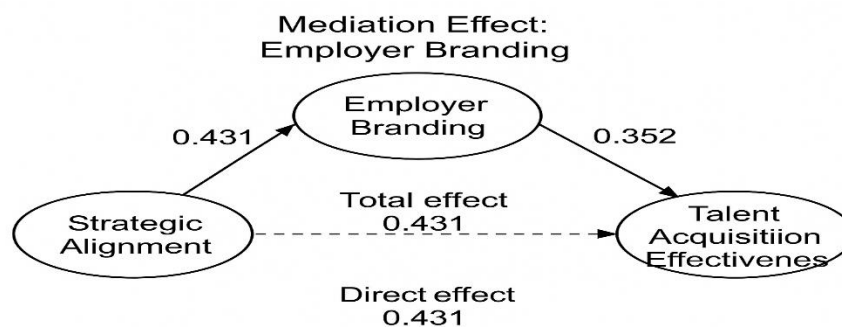 Mediation Effect:
Employer Branding
Employer
Branding
0.431
0.352
Total effect
0.431
Strategic
Alignment
Talent
Acquisitiion
Effectivenes
Direct effect
0.431